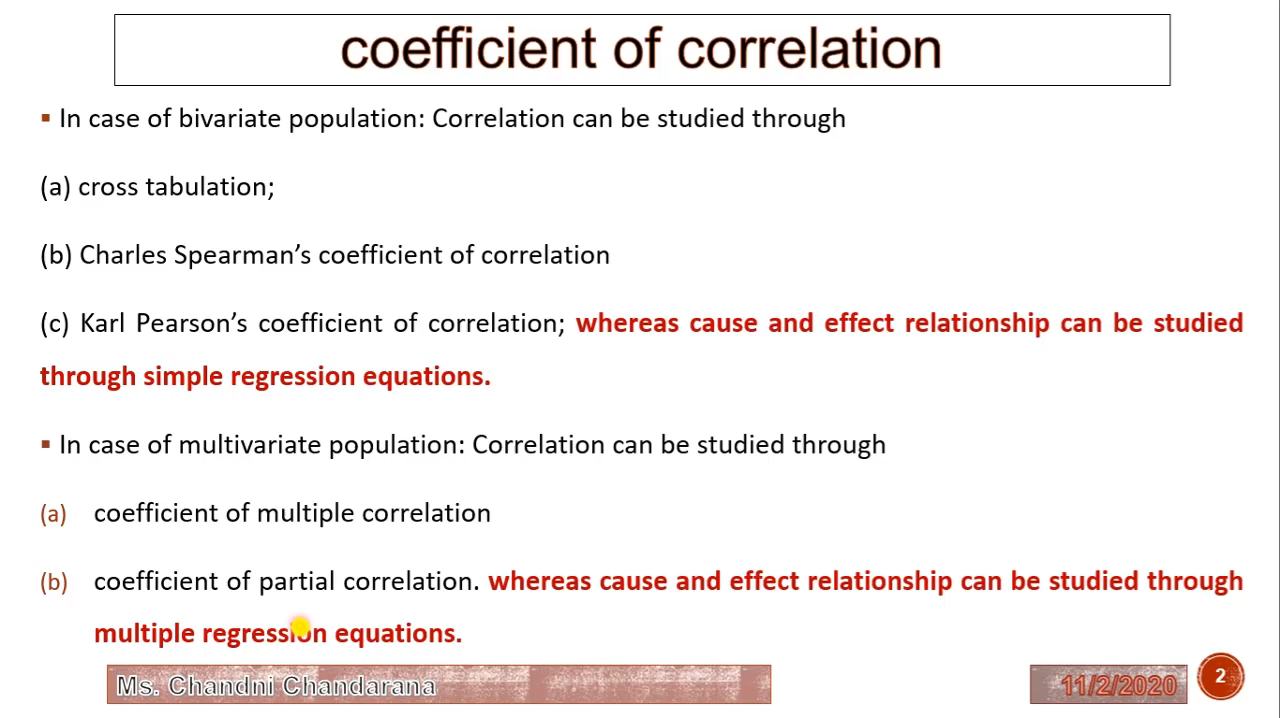 coefficient of correlation
▪ In case of bivariate population: Correlation can be studied through
(a) cross tabulation;
(b) Charles Spearman’s coefficient of correlation
(c) Karl Pearson’s coefficient of correlation; whereas cause and effect relationship can be studied
through simple regression equations.
▪ In case of multivariate population: Correlation can be studied through
(a) coefficient of multiple correlation
(b) coefficient of partial correlation. whereas cause and effect relationship can be studied through
multiple regression equations.
Ms. Chandni Chandarana
11/2/2020
2